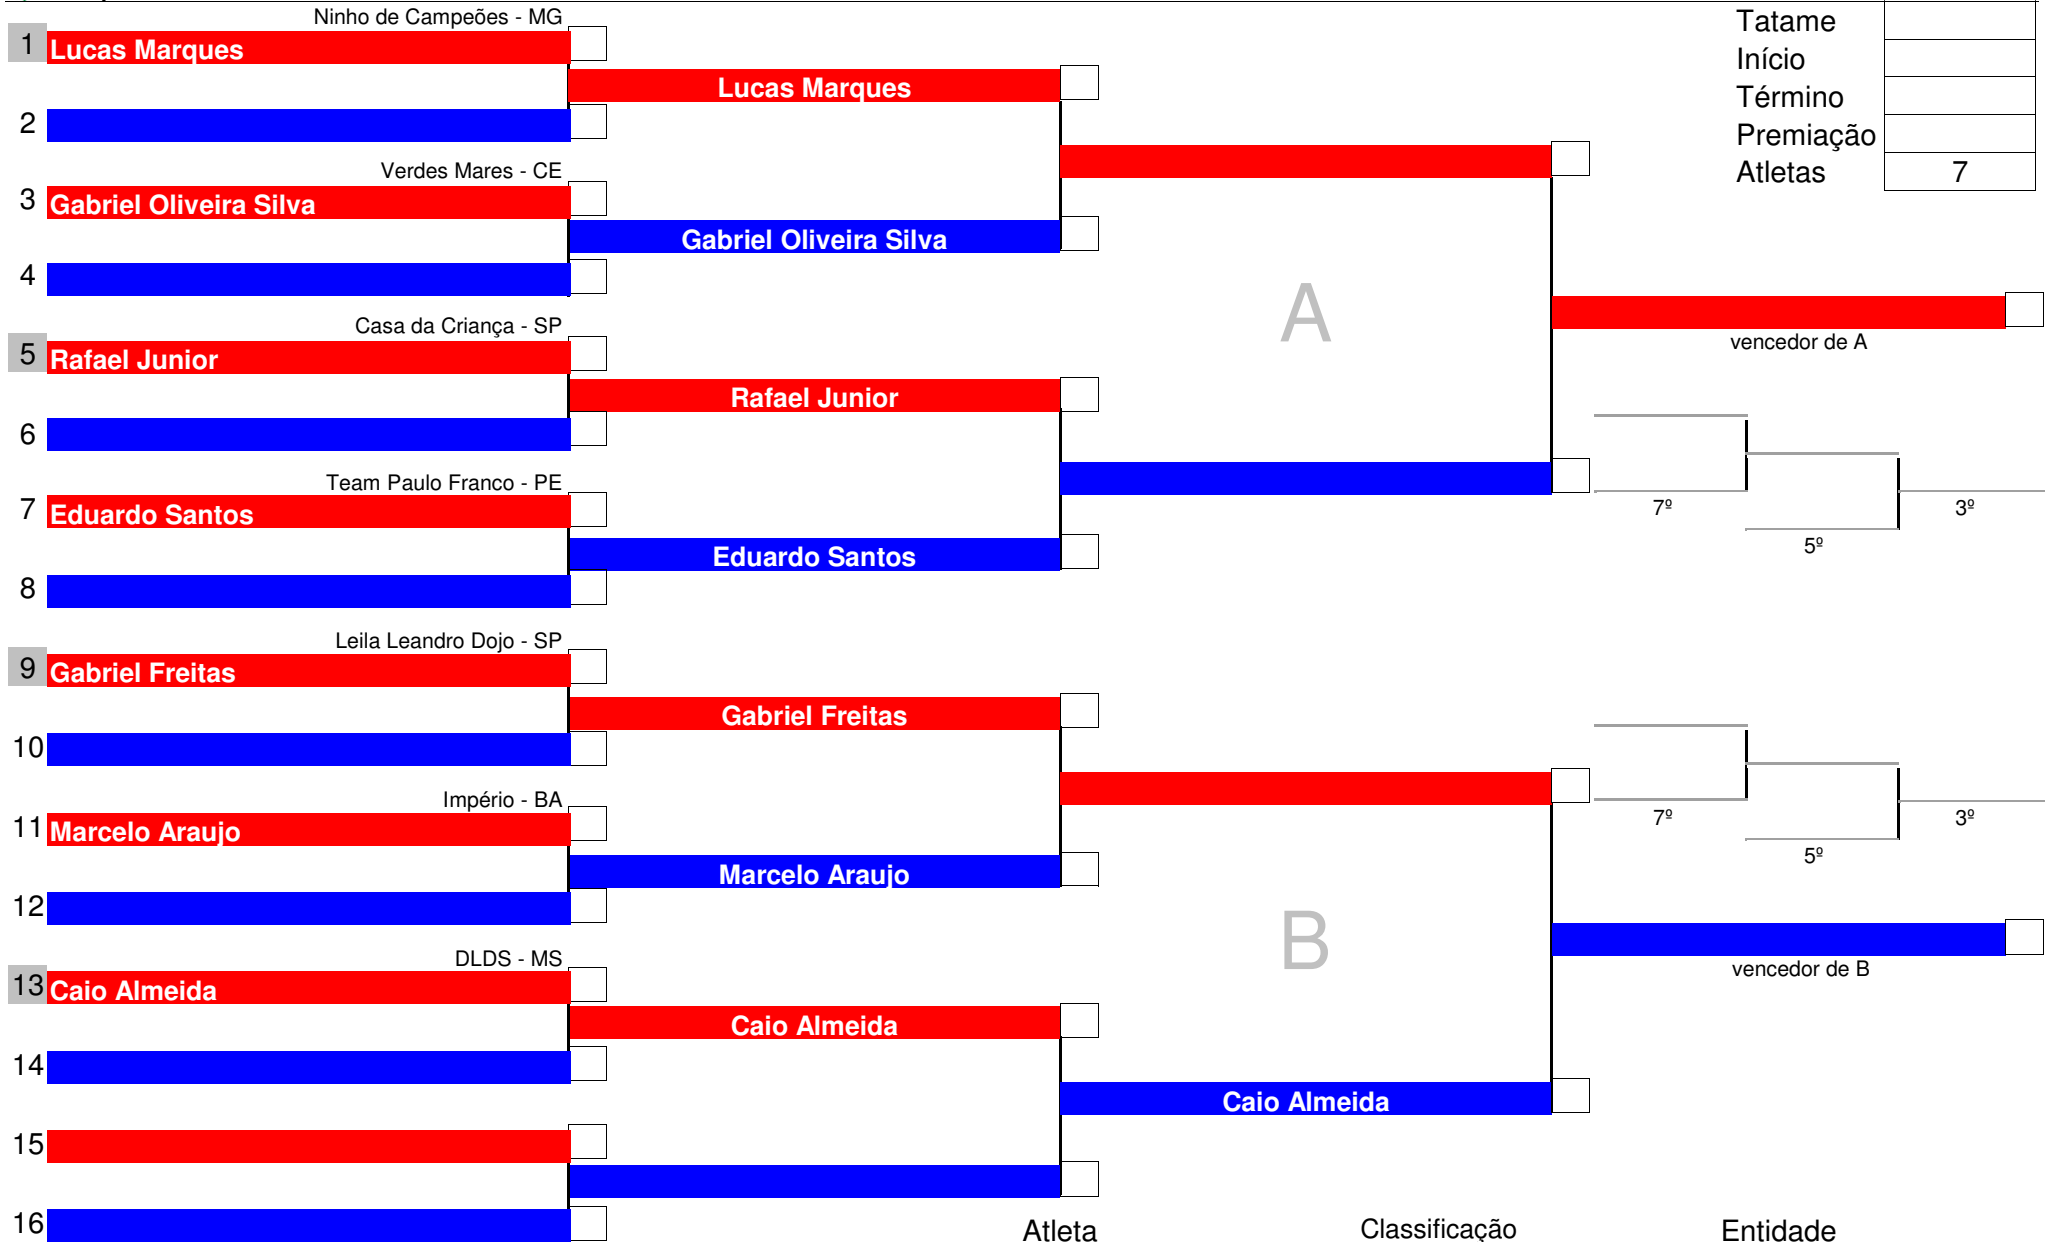 Ninho de Campeões - MG
Tatame
1 Lucas Marques
Início
Lucas Marques
Término
2
Premiação
Verdes Mares - CE
Atletas 7
3 Gabriel Oliveira Silva
Gabriel Oliveira Silva
4
A
Casa da Criança - SP
vencedor de A
5 Rafael Junior
Rafael Junior
6
Team Paulo Franco - PE
7º 3º
7 Eduardo Santos
5º
Eduardo Santos
8
Leila Leandro Dojo - SP
9 Gabriel Freitas
Gabriel Freitas
10
Império - BA
7º 3º
11 Marcelo Araujo
5º
Marcelo Araujo
12
B
DLDS - MS
vencedor de B
13 Caio Almeida
Caio Almeida
14
Caio Almeida
15
16
Atleta Classificação Entidade